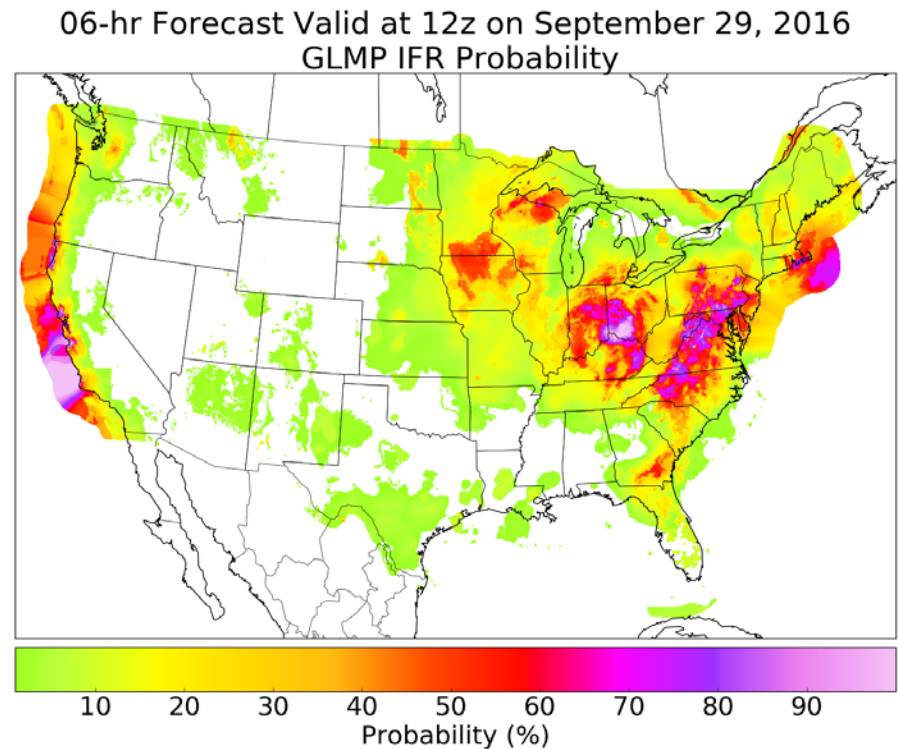 06-hr Forecast Valid at 12z on September 29, 2016
GLMP IFR Probability
10 20 30 40 50 60 70 80 90
Probability (%)